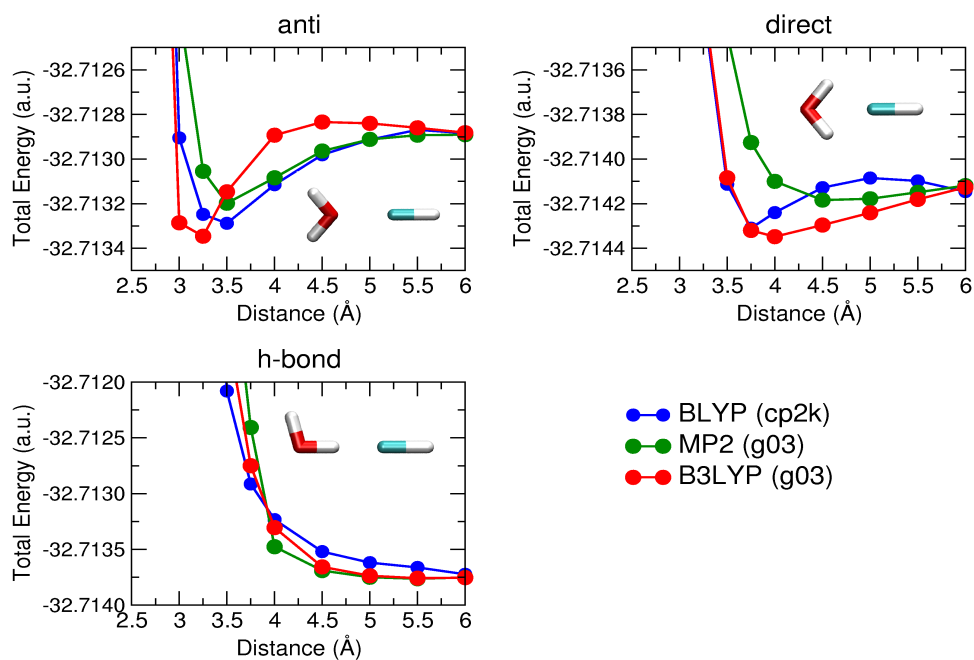 anti
Total Energy (a.u.)
-32.7126
-32.7128
-32.7130
-32.7132
-32.7134
2.5 3 3.5 4 4.5 5 5.5 6
Distance (Å)
direct
Total Energy (a.u.)
-32.7136
-32.7138
-32.7140
-32.7142
-32.7144
2.5 3 3.5 4 4.5 5 5.5 6
Distance (Å)
h-bond
Total Energy (a.u.)
-32.7120
-32.7125
-32.7130
-32.7135
-32.7140
2.5 3 3.5 4 4.5 5 5.5 6
Distance (Å)
BLYP (cp2k)
MP2 (g03)
B3LYP (g03)